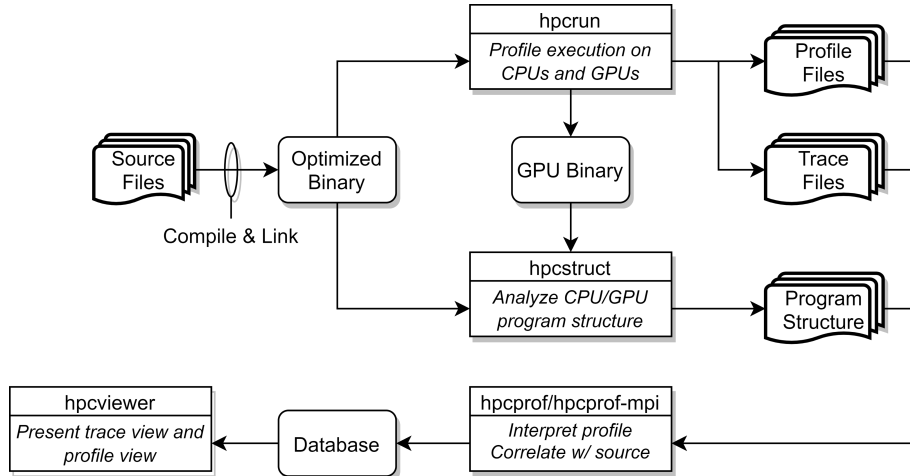 hpcrun
Profile execution on
CPUs and GPUs
Profile
Files
Source
Files
Optimized
Binary
GPU Binary
Trace
Files
Compile & Link
hpcstruct
Analyze CPU/GPU
program structure
Program
Structure
hpcviewer
Present trace view and
profile view
Database
hpcprof/hpcprof-mpi
Interpret profile
Correlate w/ source